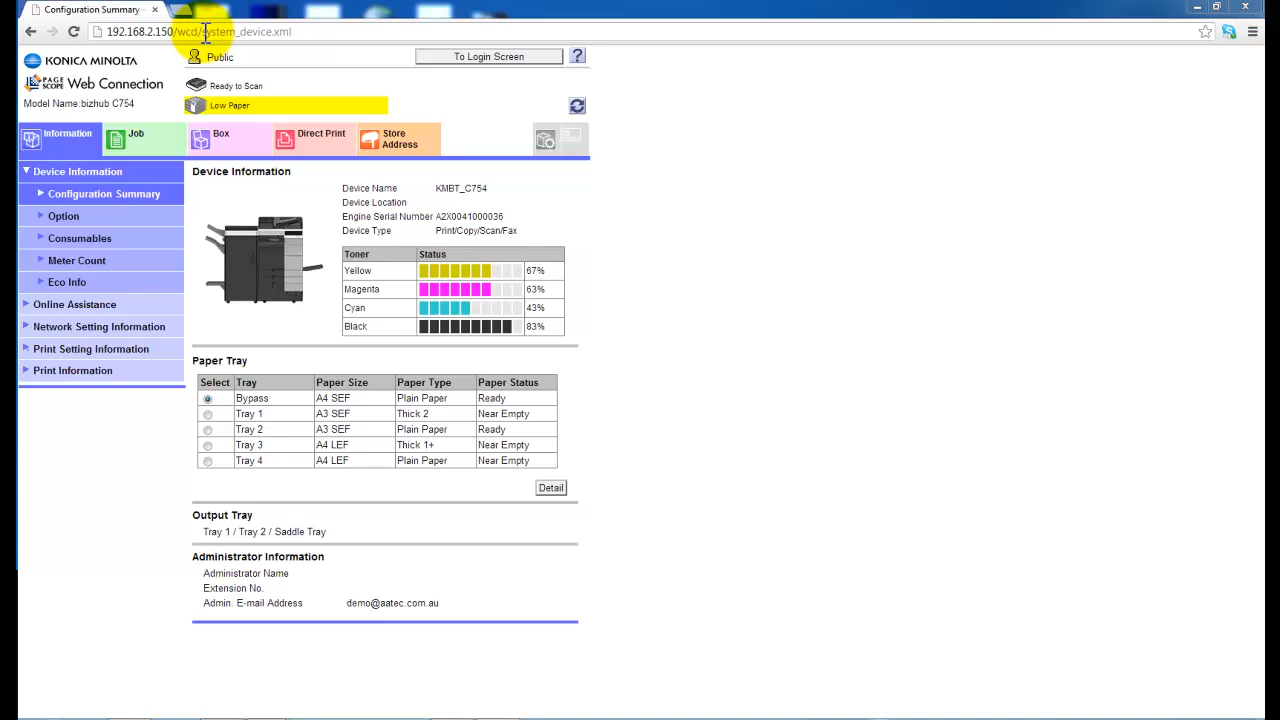 Configuration Summary -
192.168.2.150/wcd/system_device.xml
KONICA MINOLTA
Public
To Login Screen
?
PAGE SCOPE Web Connection
Ready to Scan
Model Name:bizhub C754
Low Paper
Information
Job
Box
Direct Print
Store Address
Device Information
Configuration Summary
Option
Consumables
Meter Count
Eco Info
Online Assistance
Network Setting Information
Print Setting Information
Print Information
Device Information
Device Name KMBT_C754
Device Location
Engine Serial Number A2X0041000036
Device Type Print/Copy/Scan/Fax
Toner Status
Yellow 67%
Magenta 63%
Cyan 43%
Black 83%
Paper Tray
Select Tray Paper Size Paper Type Paper Status
Bypass A4 SEF Plain Paper Ready
Tray 1 A3 SEF Thick 2 Near Empty
Tray 2 A3 SEF Plain Paper Ready
Tray 3 A4 LEF Thick 1+ Near Empty
Tray 4 A4 LEF Plain Paper Near Empty
Detail
Output Tray
Tray 1 / Tray 2 / Saddle Tray
Administrator Information
Administrator Name
Extension No.
Admin. E-mail Address demo@aatec.com.au